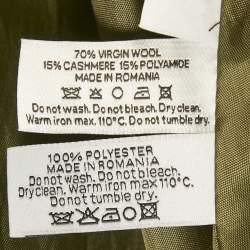 70% VIRGIN WOOL
15% CASHMERE 15% POLYAMIDE
MADE IN ROMANIA
Do not wash. Do not bleach. Dry clean.
Warm iron max. 110°C. Do not tumble dry.
100% POLYESTER
MADE IN ROMANIA
Do not wash. Do not bleach.
Dry clean. Warm iron max. 110°C.
Do not tumble dry.